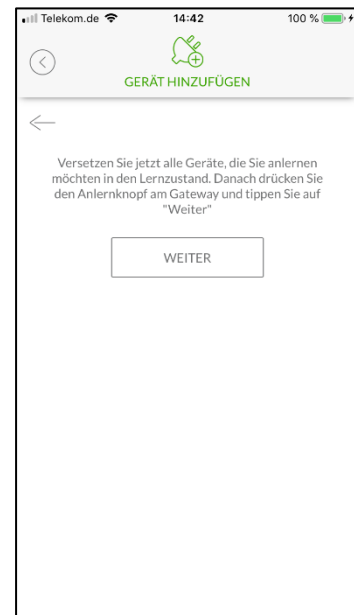 Telekom.de 14:42 100 %
GERÄT HINZUFÜGEN
Versetzen Sie jetzt alle Geräte, die Sie anlernen
möchten in den Lernzustand. Danach drücken Sie
den Anlernknopf am Gateway und tippen Sie auf
"Weiter"
WEITER